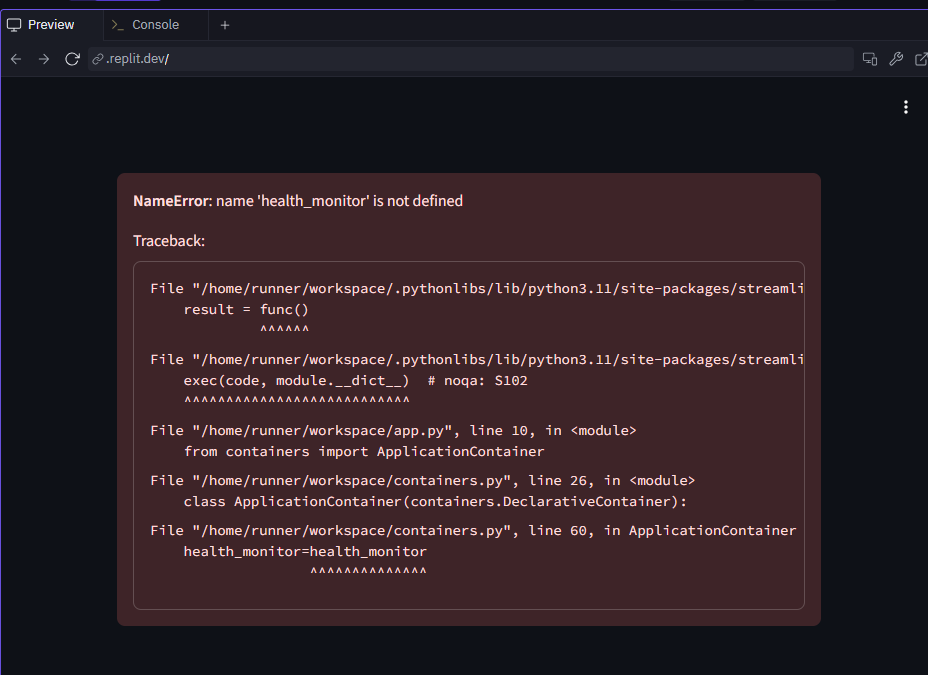 Preview
>_ Console
+
.replit.dev/
NameError: name 'health_monitor' is not defined
Traceback:
File "/home/runner/workspace/.pythonlibs/lib/python3.11/site-packages/streamli
result = func()
^^^^^^
File "/home/runner/workspace/.pythonlibs/lib/python3.11/site-packages/streamli
exec(code, module.__dict__)  # noqa: S102
^^^^^^^^^^^^^^^^^^^^^^^^^^^
File "/home/runner/workspace/app.py", line 10, in <module>
from containers import ApplicationContainer
File "/home/runner/workspace/containers.py", line 26, in <module>
class ApplicationContainer(containers.DeclarativeContainer):
File "/home/runner/workspace/containers.py", line 60, in ApplicationContainer
health_monitor=health_monitor
^^^^^^^^^^^^^^